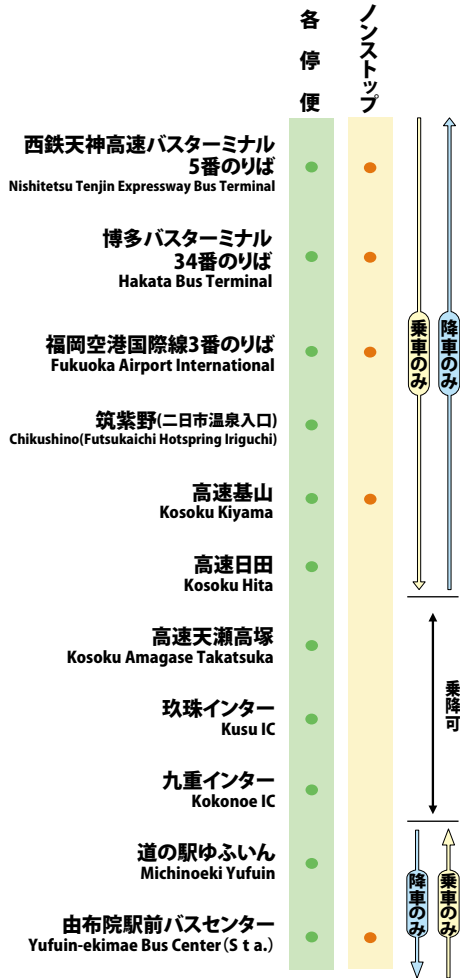 各停便
ノンストップ
西鉄天神高速バスターミナル
5番のりば
Nishitetsu Tenjin Expressway Bus Terminal
博多バスターミナル
34番のりば
Hakata Bus Terminal
福岡空港国際線3番のりば
Fukuoka Airport International
筑紫野(二日市温泉入口)
Chikushino(Futsukaichi Hotspring Iriguchi)
高速基山
Kosoku Kiyama
高速日田
Kosoku Hita
高速天瀬高塚
Kosoku Amagase Takatsuka
玖珠インター
Kusu IC
九重インター
Kokonoe IC
道の駅ゆふいん
Michinoeki Yufuin
由布院駅前バスセンター
Yufuin-ekimae Bus Center(S t a.)
乗車のみ
降車のみ
乗降可
降車のみ
乗車のみ